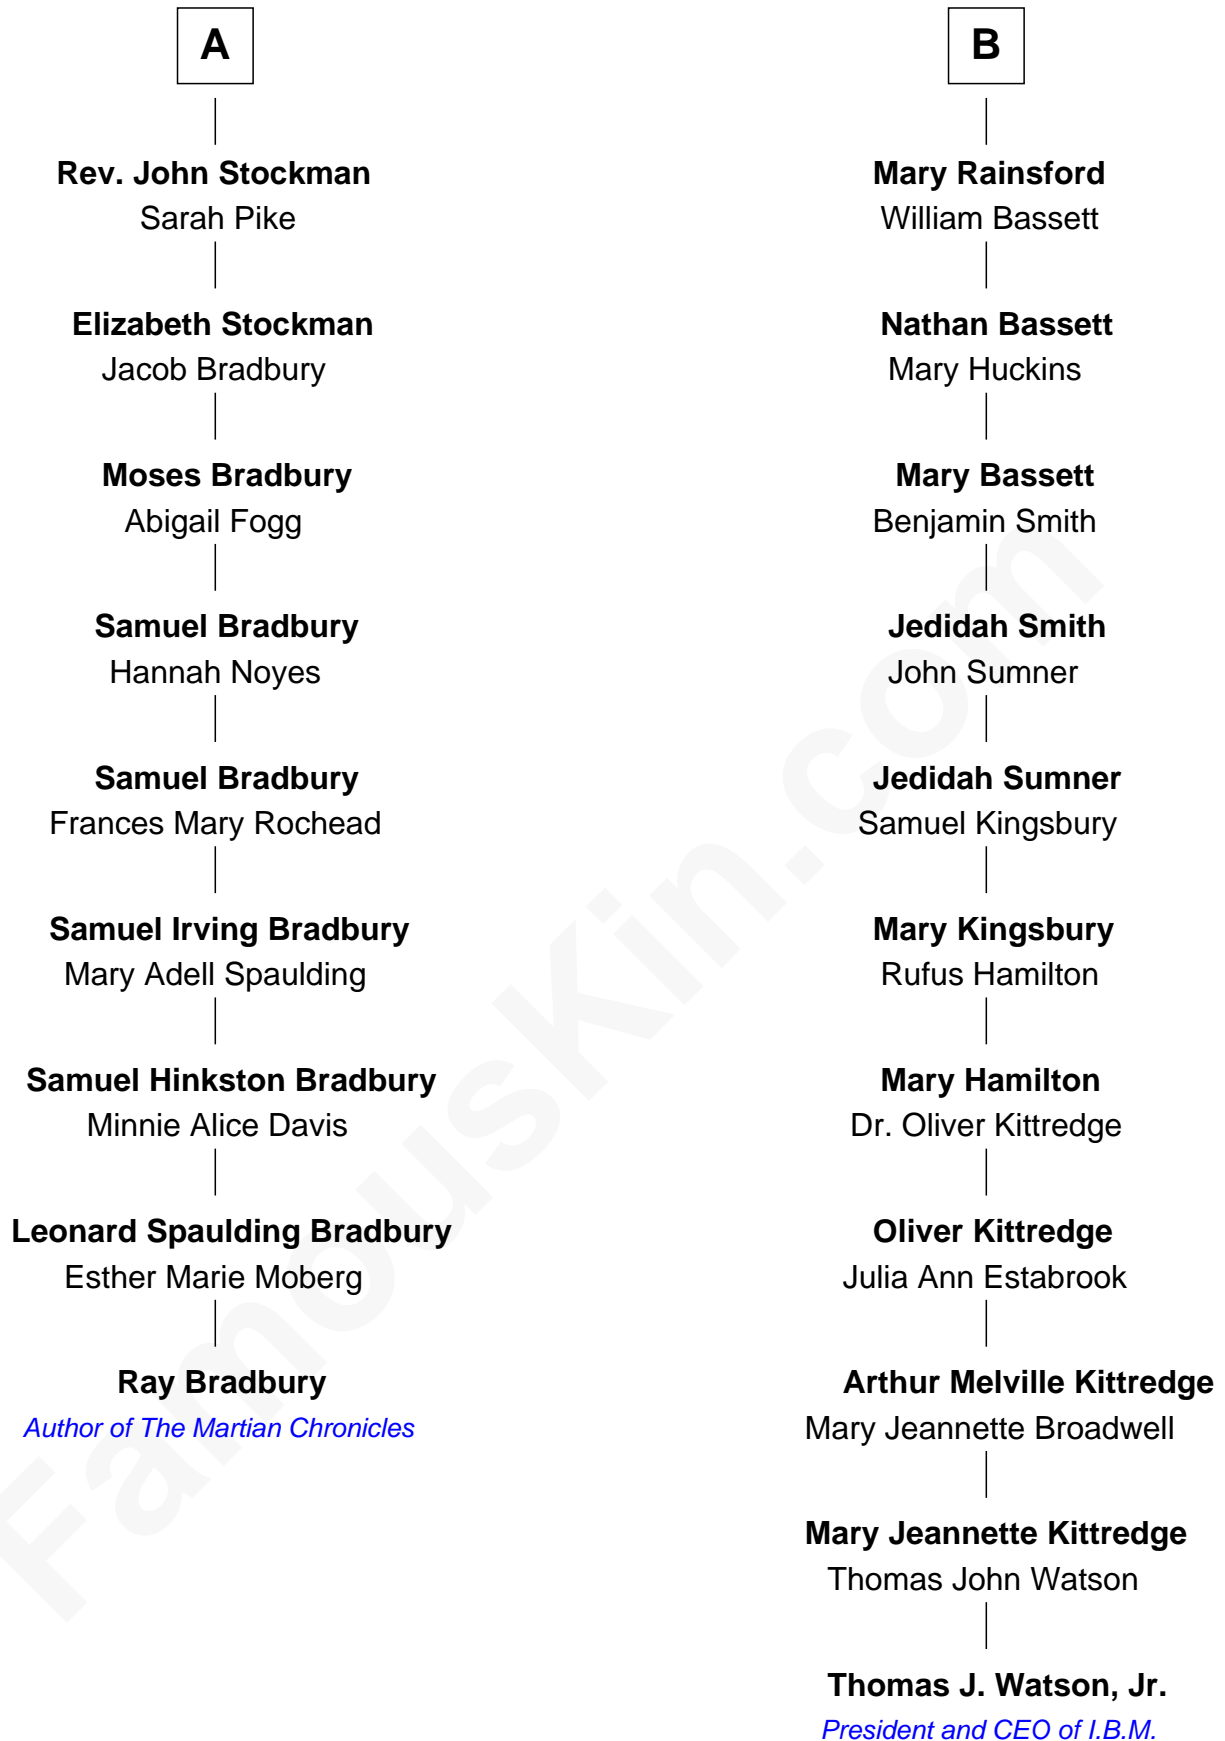 A
Rev. John Stockman
Sarah Pike
Elizabeth Stockman
Jacob Bradbury
Moses Bradbury
Abigail Fogg
Samuel Bradbury
Hannah Noyes
Samuel Bradbury
Frances Mary Rochead
Samuel Irving Bradbury
Mary Adell Spaulding
Samuel Hinkston Bradbury
Minnie Alice Davis
Leonard Spaulding Bradbury
Esther Marie Moberg
Ray Bradbury
Author of The Martian Chronicles
B
Mary Rainsford
William Bassett
Nathan Bassett
Mary Huckins
Mary Bassett
Benjamin Smith
Jedidah Smith
John Sumner
Jedidah Sumner
Samuel Kingsbury
Mary Kingsbury
Rufus Hamilton
Mary Hamilton
Dr. Oliver Kittredge
Oliver Kittredge
Julia Ann Estabrook
Arthur Melville Kittredge
Mary Jeannette Broadwell
Mary Jeannette Kittredge
Thomas John Watson
Thomas J. Watson, Jr.
President and CEO of I.B.M.
FamousKin.com